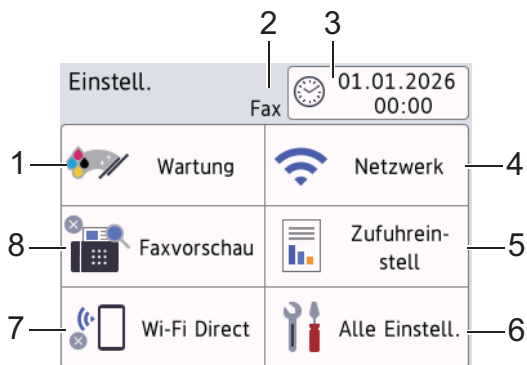 2
3
Einstell.
01.01.2026
Fax
00:00
1
Wartung
Netzwerk
4
8
Faxvorschau
Zufuhrein-
stell
5
7
Wi-Fi Direct
Alle Einstell.
6